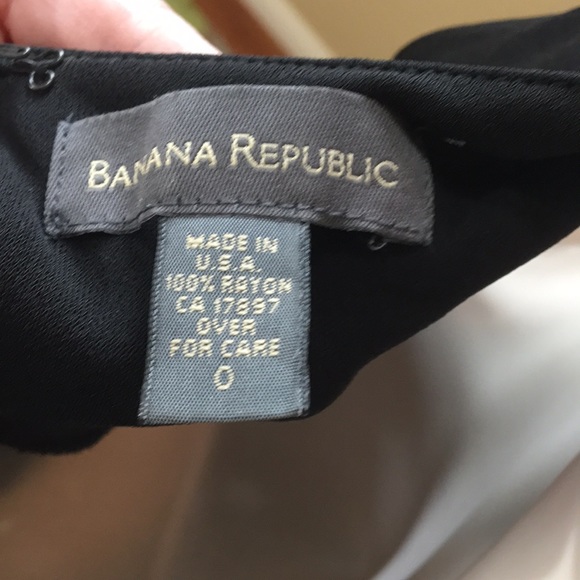 BANANA REPUBLIC
MADE IN
U.S.A.
100% RAYON
CA 17897
OVER
FOR CARE
0